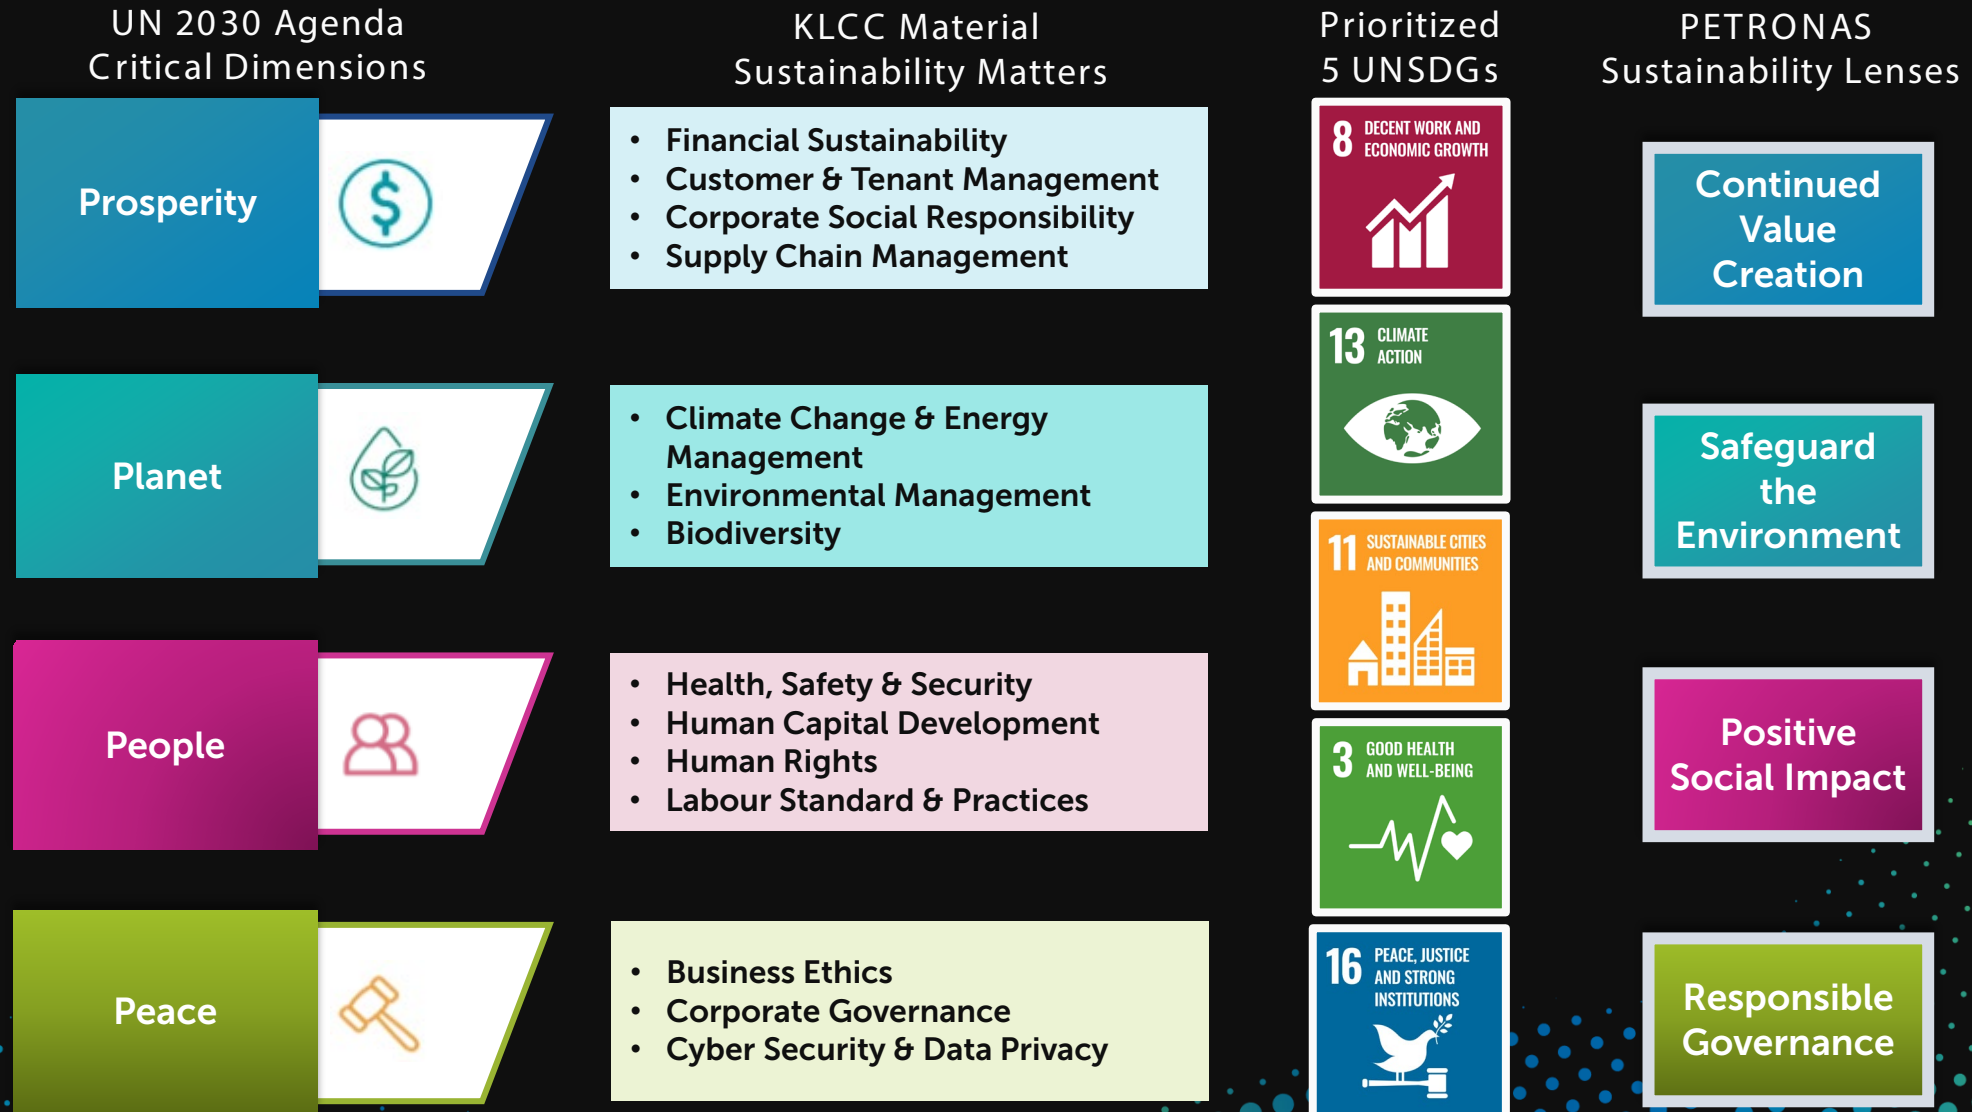 UN 2030 Agenda
Critical Dimensions
KLCC Material
Sustainability Matters
Prioritized
5 UNSDGs
PETRONAS
Sustainability Lenses
Prosperity
$
• Financial Sustainability
• Customer & Tenant Management
• Corporate Social Responsibility
• Supply Chain Management
8 DECENT WORK AND
ECONOMIC GROWTH
Continued
Value
Creation
Planet
• Climate Change & Energy
Management
• Environmental Management
• Biodiversity
13 CLIMATE
ACTION
Safeguard
the
Environment
11 SUSTAINABLE CITIES
AND COMMUNITIES
People
• Health, Safety & Security
• Human Capital Development
• Human Rights
• Labour Standard & Practices
3 GOOD HEALTH
AND WELL-BEING
Positive
Social Impact
Peace
• Business Ethics
• Corporate Governance
• Cyber Security & Data Privacy
16 PEACE, JUSTICE
AND STRONG
INSTITUTIONS
Responsible
Governance